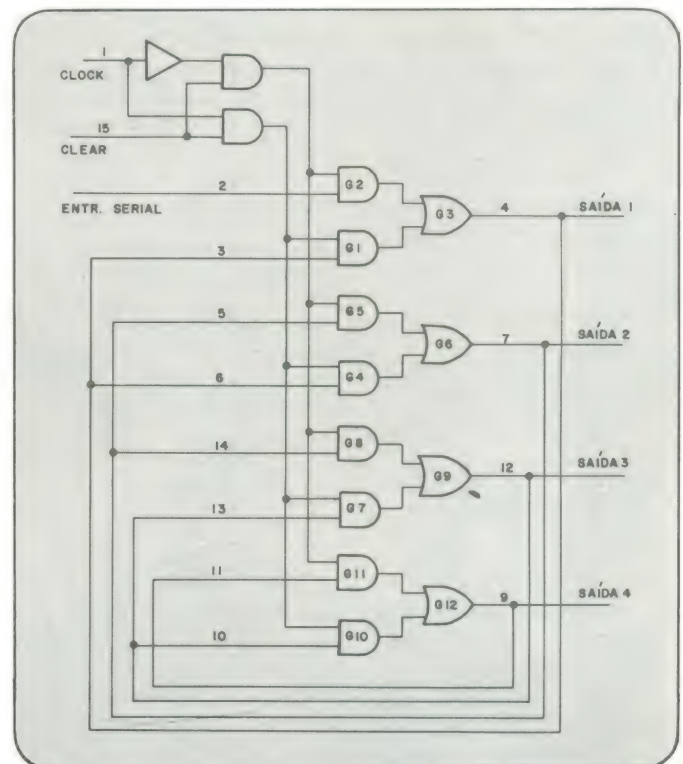 1
CLOCK
15
CLEAR
2
ENTR. SERIAL
G2
G3
4
SAÍDA 1
G1
3
G5
5
G6
7
SAÍDA 2
G4
6
G8
14
G9
12
SAÍDA 3
G7
13
G11
11
G12
9
SAÍDA 4
G10
10